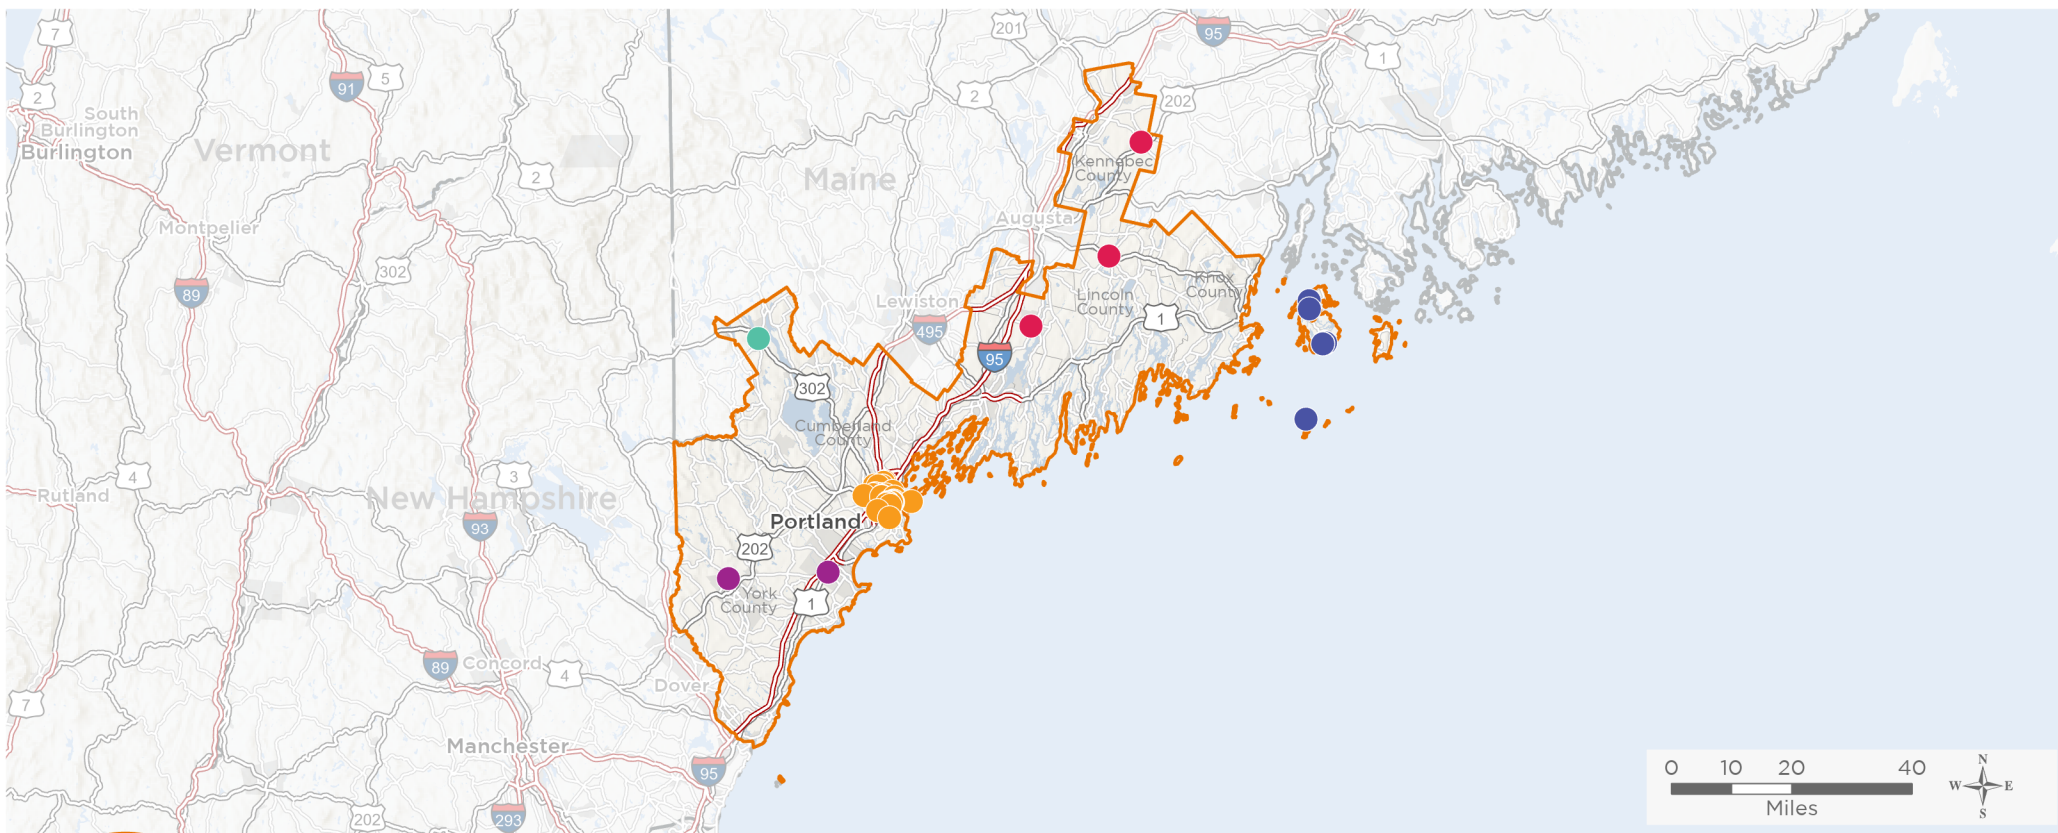 7
201
95
1
91
5
2
2
202
South
Burlington
Burlington
Vermont
Kennebec
County
2
Maine
Augusta
Montpelier
302
89
Knox
County
Lincoln
County
Lewiston
495
1
95
302
Cumberland
County
4
3
Rutland
New Hampshire
93
Portland
202
York
County
1
89
Concord
4
Dover
7
Manchester
95
293
202
0 10 20 40
Miles
N
W E
S